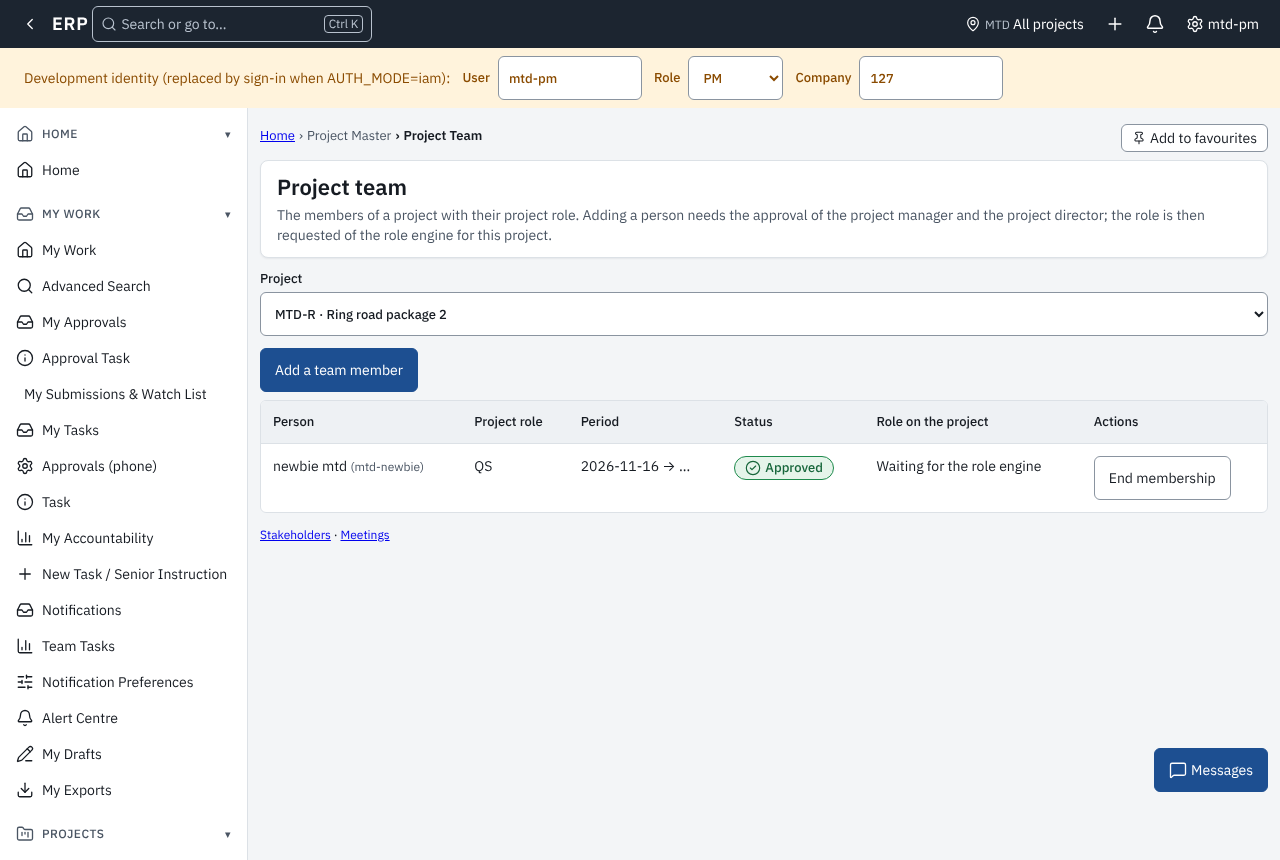 ERP
Search or go to...
Ctrl K
MTD All projects
mtd-pm
Development identity (replaced by sign-in when AUTH_MODE=iam): User mtd-pm Role PM Company 127
HOME
Home
MY WORK
My Work
Advanced Search
My Approvals
Approval Task
My Submissions & Watch List
My Tasks
Approvals (phone)
Task
My Accountability
New Task / Senior Instruction
Notifications
Team Tasks
Notification Preferences
Alert Centre
My Drafts
My Exports
PROJECTS
Home › Project Master › Project Team
Add to favourites
Project team
The members of a project with their project role. Adding a person needs the approval of the project manager and the project director; the role is then
requested of the role engine for this project.
Project
MTD-R · Ring road package 2
Add a team member
Person Project role Period Status Role on the project Actions
newbie mtd (mtd-newbie) QS 2026-11-16 → ... Approved Waiting for the role engine End membership
Stakeholders · Meetings
Messages